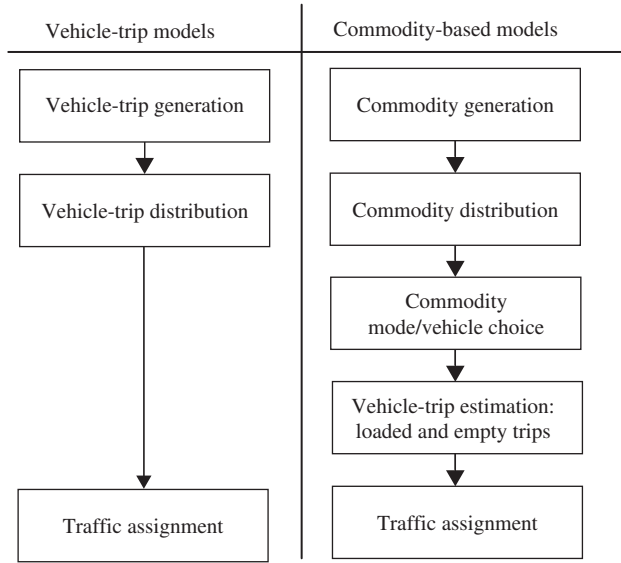 Vehicle-trip models
Commodity-based models
Vehicle-trip generation
Vehicle-trip distribution
Traffic assignment
Commodity generation
Commodity distribution
Commodity
mode/vehicle choice
Vehicle-trip estimation:
loaded and empty trips
Traffic assignment